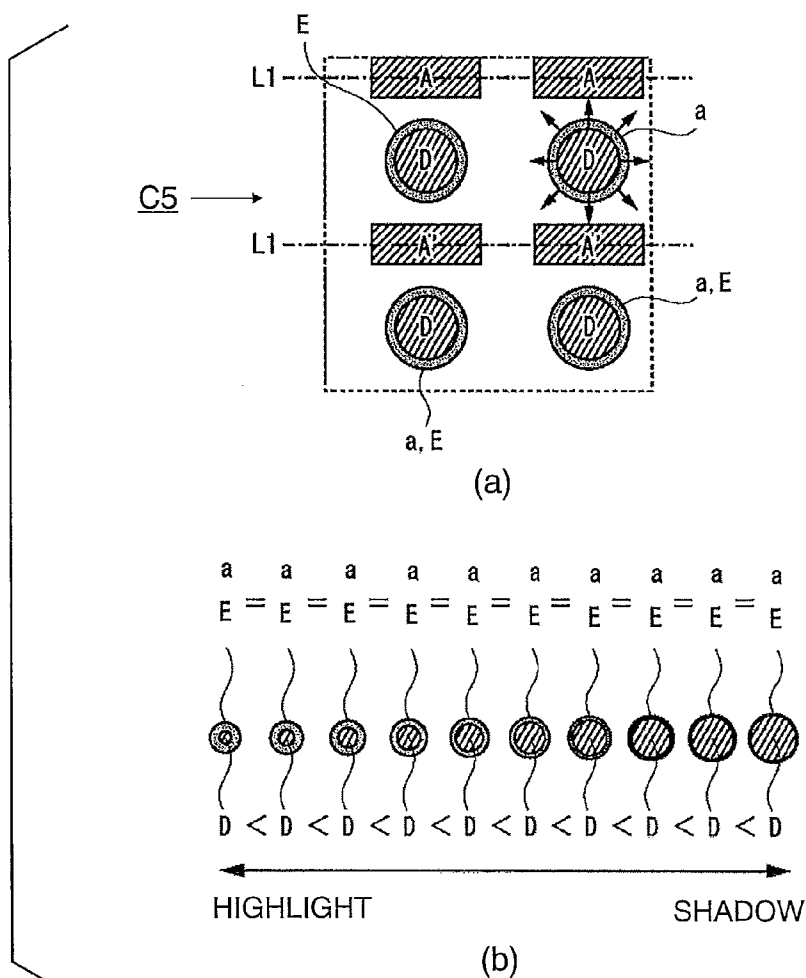 E
L1 A A
a
D D
C5
L1 A' A'
a, E
D D
a, E
(a)
a a a a a a a a a a
E = E = E = E = E = E = E = E = E = E
D < D < D < D < D < D < D < D < D < D
HIGHLIGHT SHADOW
(b)